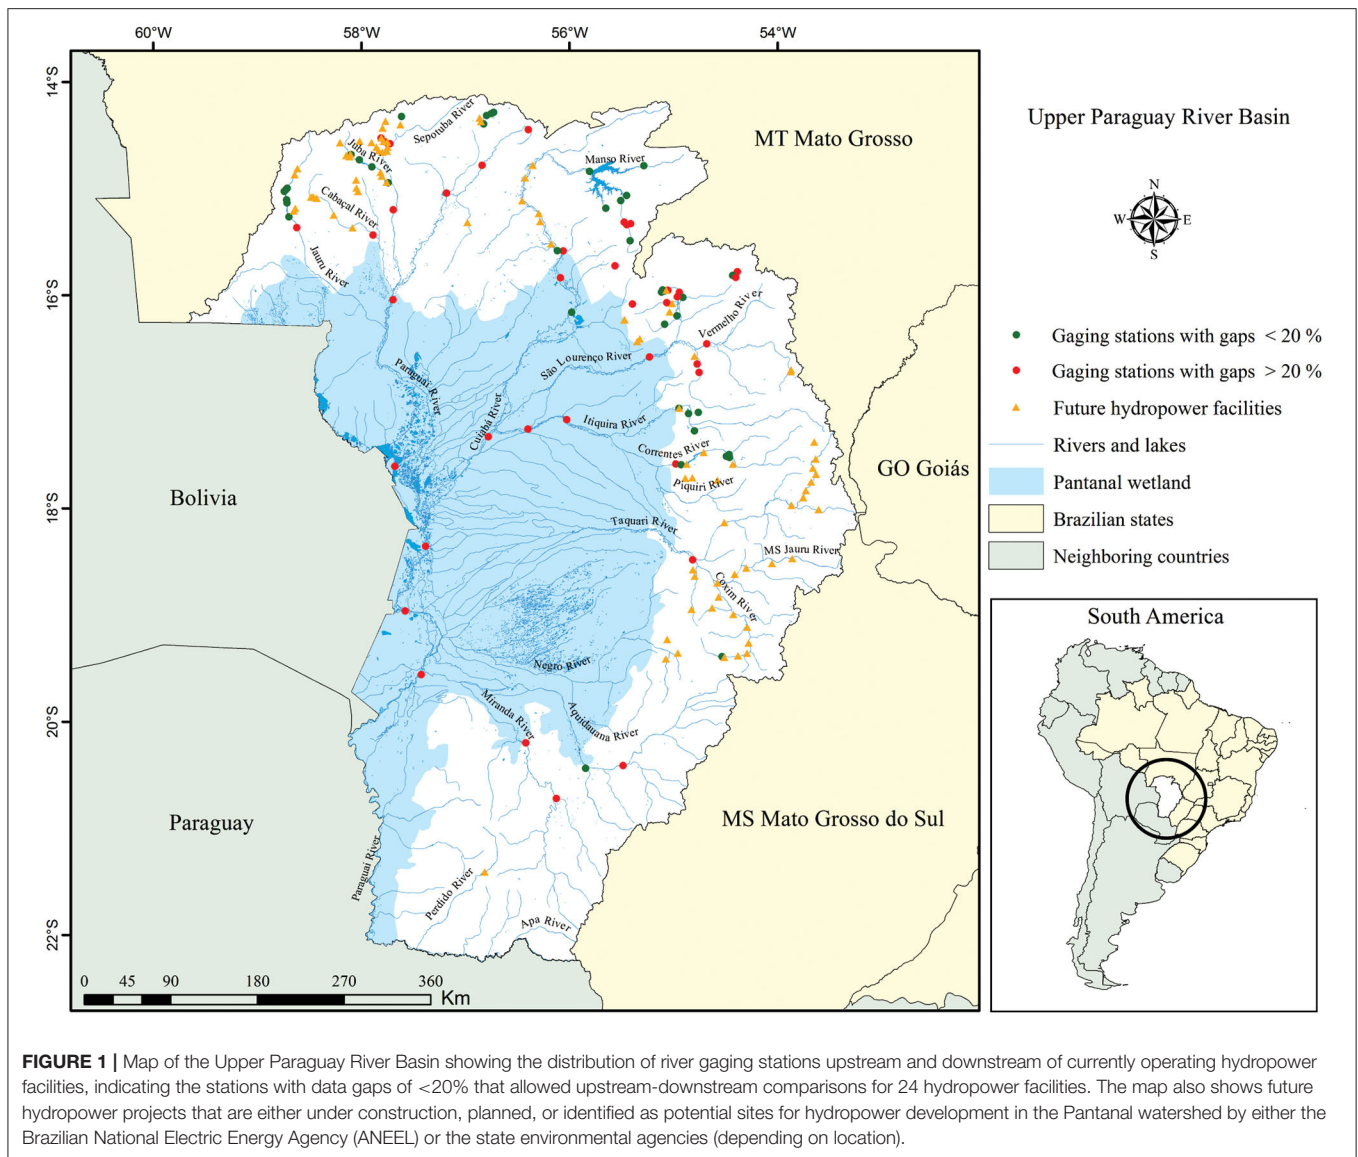 60°W 58°W 56°W 54°W
14°S
16°S
18°S
20°S
22°S
Sepotuba River
Juba River
Cabaçal River
Jauru River
Manso River
MT Mato Grosso
Vermelho River
São Lourenço River
Paraguai River
Cuiabá River
Itiquira River
Correntes River
Piquiri River
GO Goiás
Bolivia
Taquari River
MS Jauru River
Coxim River
Negro River
Miranda River
Aquidauana River
Paraguay
MS Mato Grosso do Sul
Paraguai River
Perdido River
Apa River
0 45 90 180 270 360
Km
Upper Paraguay River Basin
N
W E
S
Gaging stations with gaps < 20 %
Gaging stations with gaps > 20 %
Future hydropower facilities
Rivers and lakes
Pantanal wetland
Brazilian states
Neighboring countries
South America
FIGURE 1 | Map of the Upper Paraguay River Basin showing the distribution of river gaging stations upstream and downstream of currently operating hydropower
facilities, indicating the stations with data gaps of <20% that allowed upstream-downstream comparisons for 24 hydropower facilities. The map also shows future
hydropower projects that are either under construction, planned, or identified as potential sites for hydropower development in the Pantanal watershed by either the
Brazilian National Electric Energy Agency (ANEEL) or the state environmental agencies (depending on location).